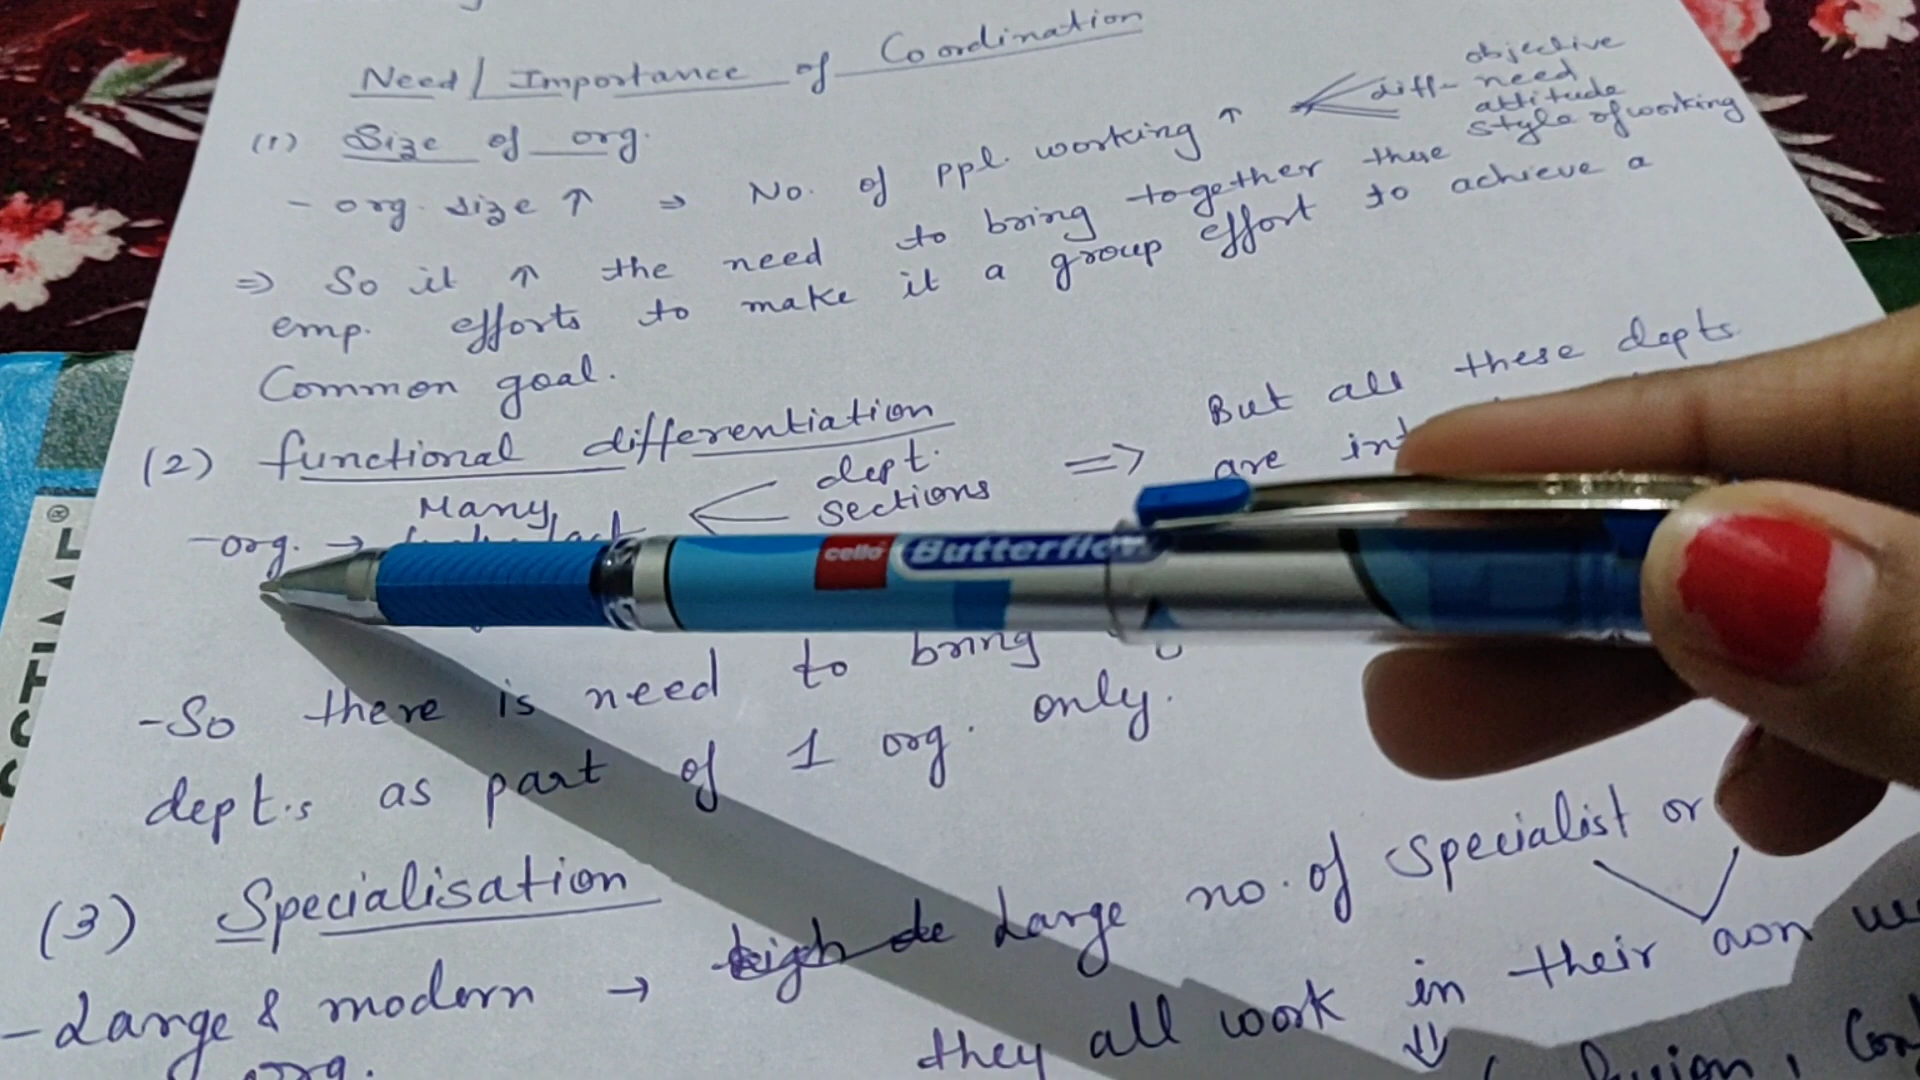 Need/ Importance of Coordination
(1) Size of org.
- org. size ↑ ⇒ No. of ppl. working ↑
objective
diff- need
attitude
style of working
⇒ So it ↑ the need to bring together these
emp. efforts to make it a group effort to achieve a
Common goal.
(2) functional differentiation
-org. → Many
dept.
sections
⇒ But all these depts
are int
-So there is need to bring
dept.s as part of 1 org. only.
(3) Specialisation
-Large & modern → Large no. of Specialist or
org.
they all work in their own
cello Butterflow